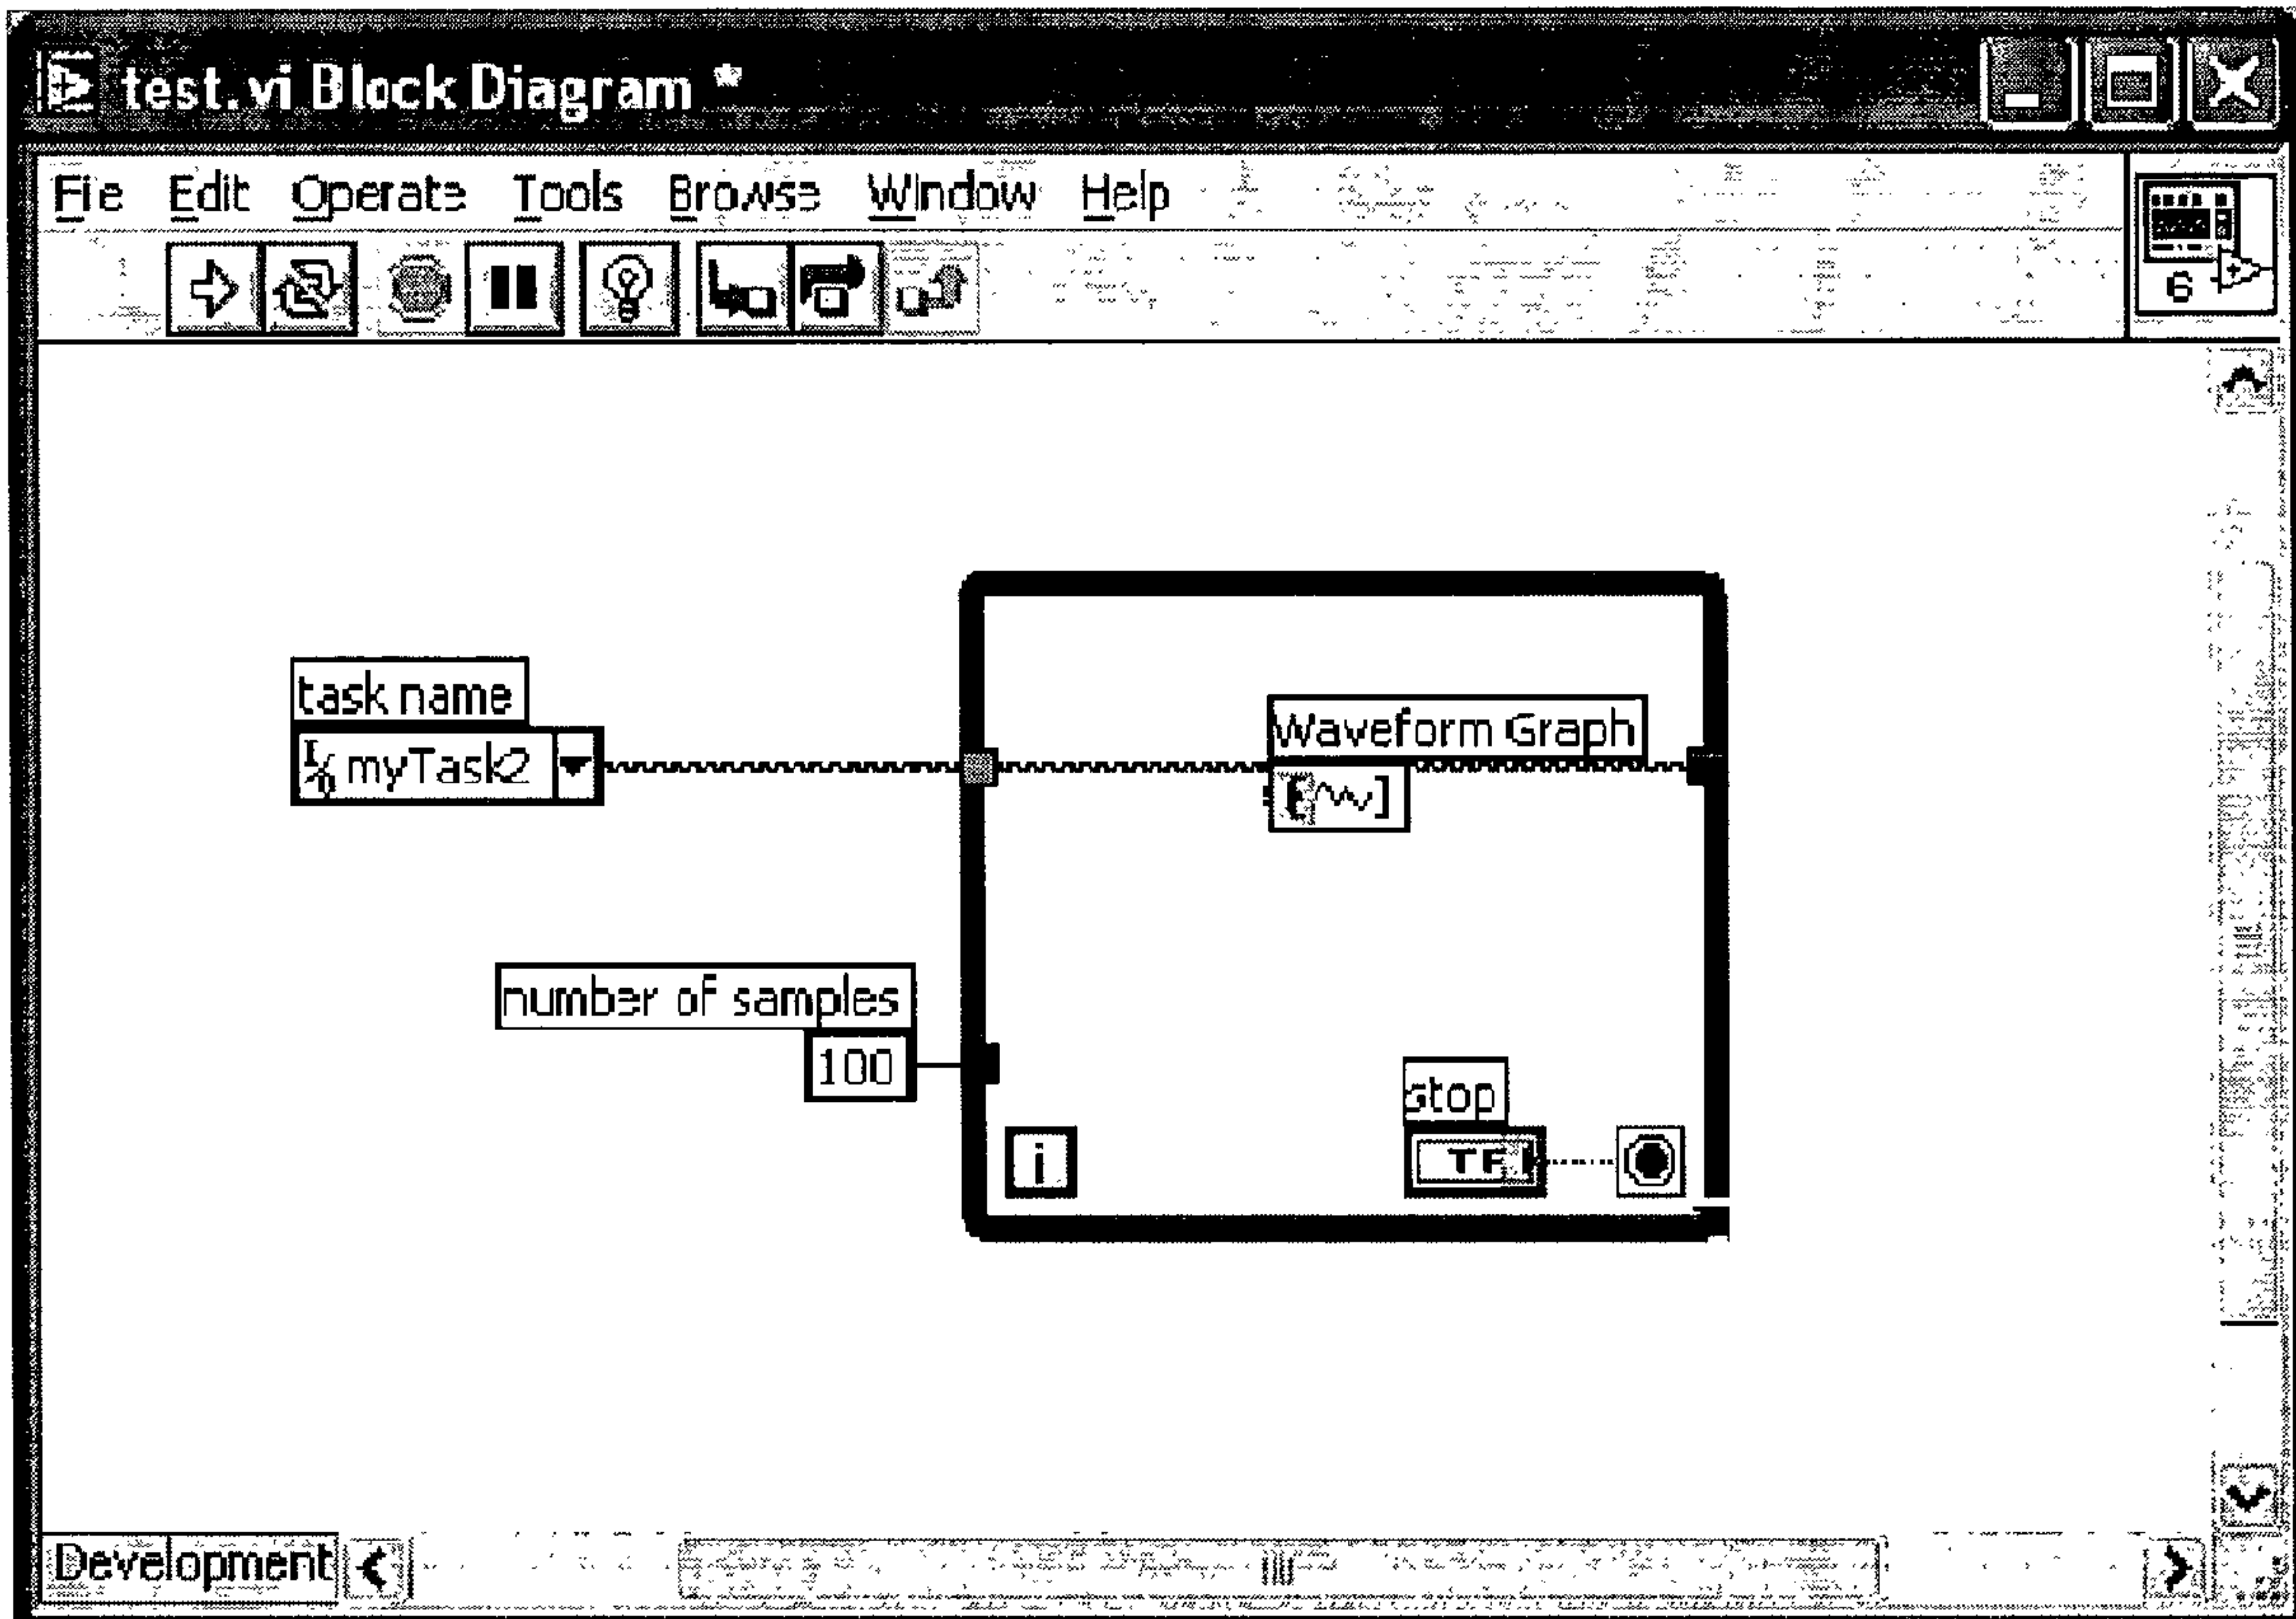 test.vi Block Diagram *
File Edit Operate Tools Browse Window Help
6
task name
I/O myTask2
Waveform Graph
number of samples
100
stop
i
TF
Development